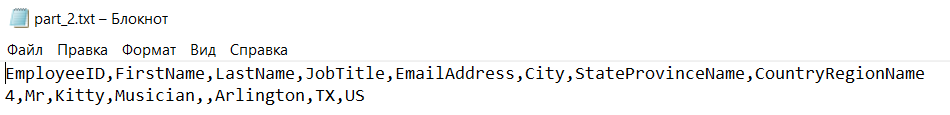 part_2.txt – Блокнот
Файл Правка Формат Вид Справка
EmployeeID,FirstName,LastName,JobTitle,EmailAddress,City,StateProvinceName,CountryRegionName
4,Mr,Kitty,Musician,,Arlington,TX,US